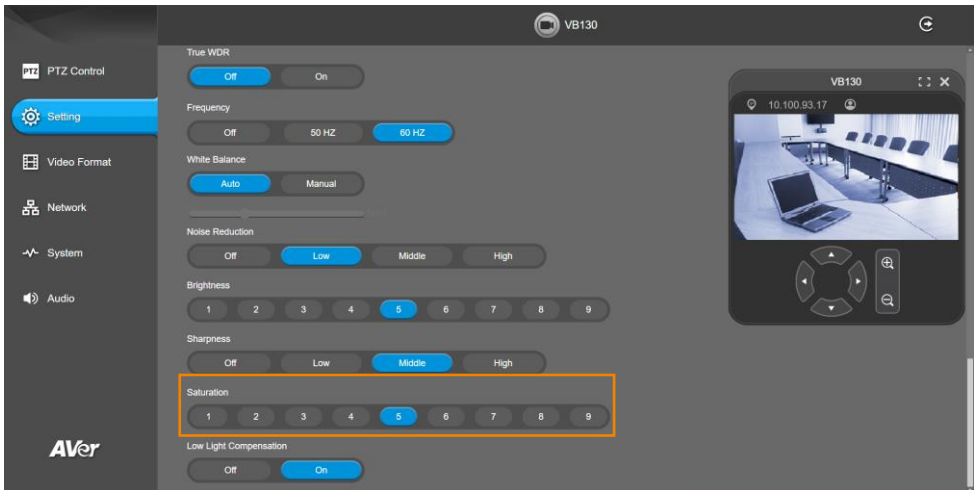 VB130
True WDR
Off On
Frequency
Off 50 HZ 60 HZ
White Balance
Auto Manual
Noise Reduction
Off Low Middle High
Brightness
1 2 3 4 5 6 7 8 9
Sharpness
Off Low Middle High
Saturation
1 2 3 4 5 6 7 8 9
Low Light Compensation
Off On
PTZ PTZ Control
Setting
Video Format
Network
System
Audio
AVer
VB130
10.100.93.17